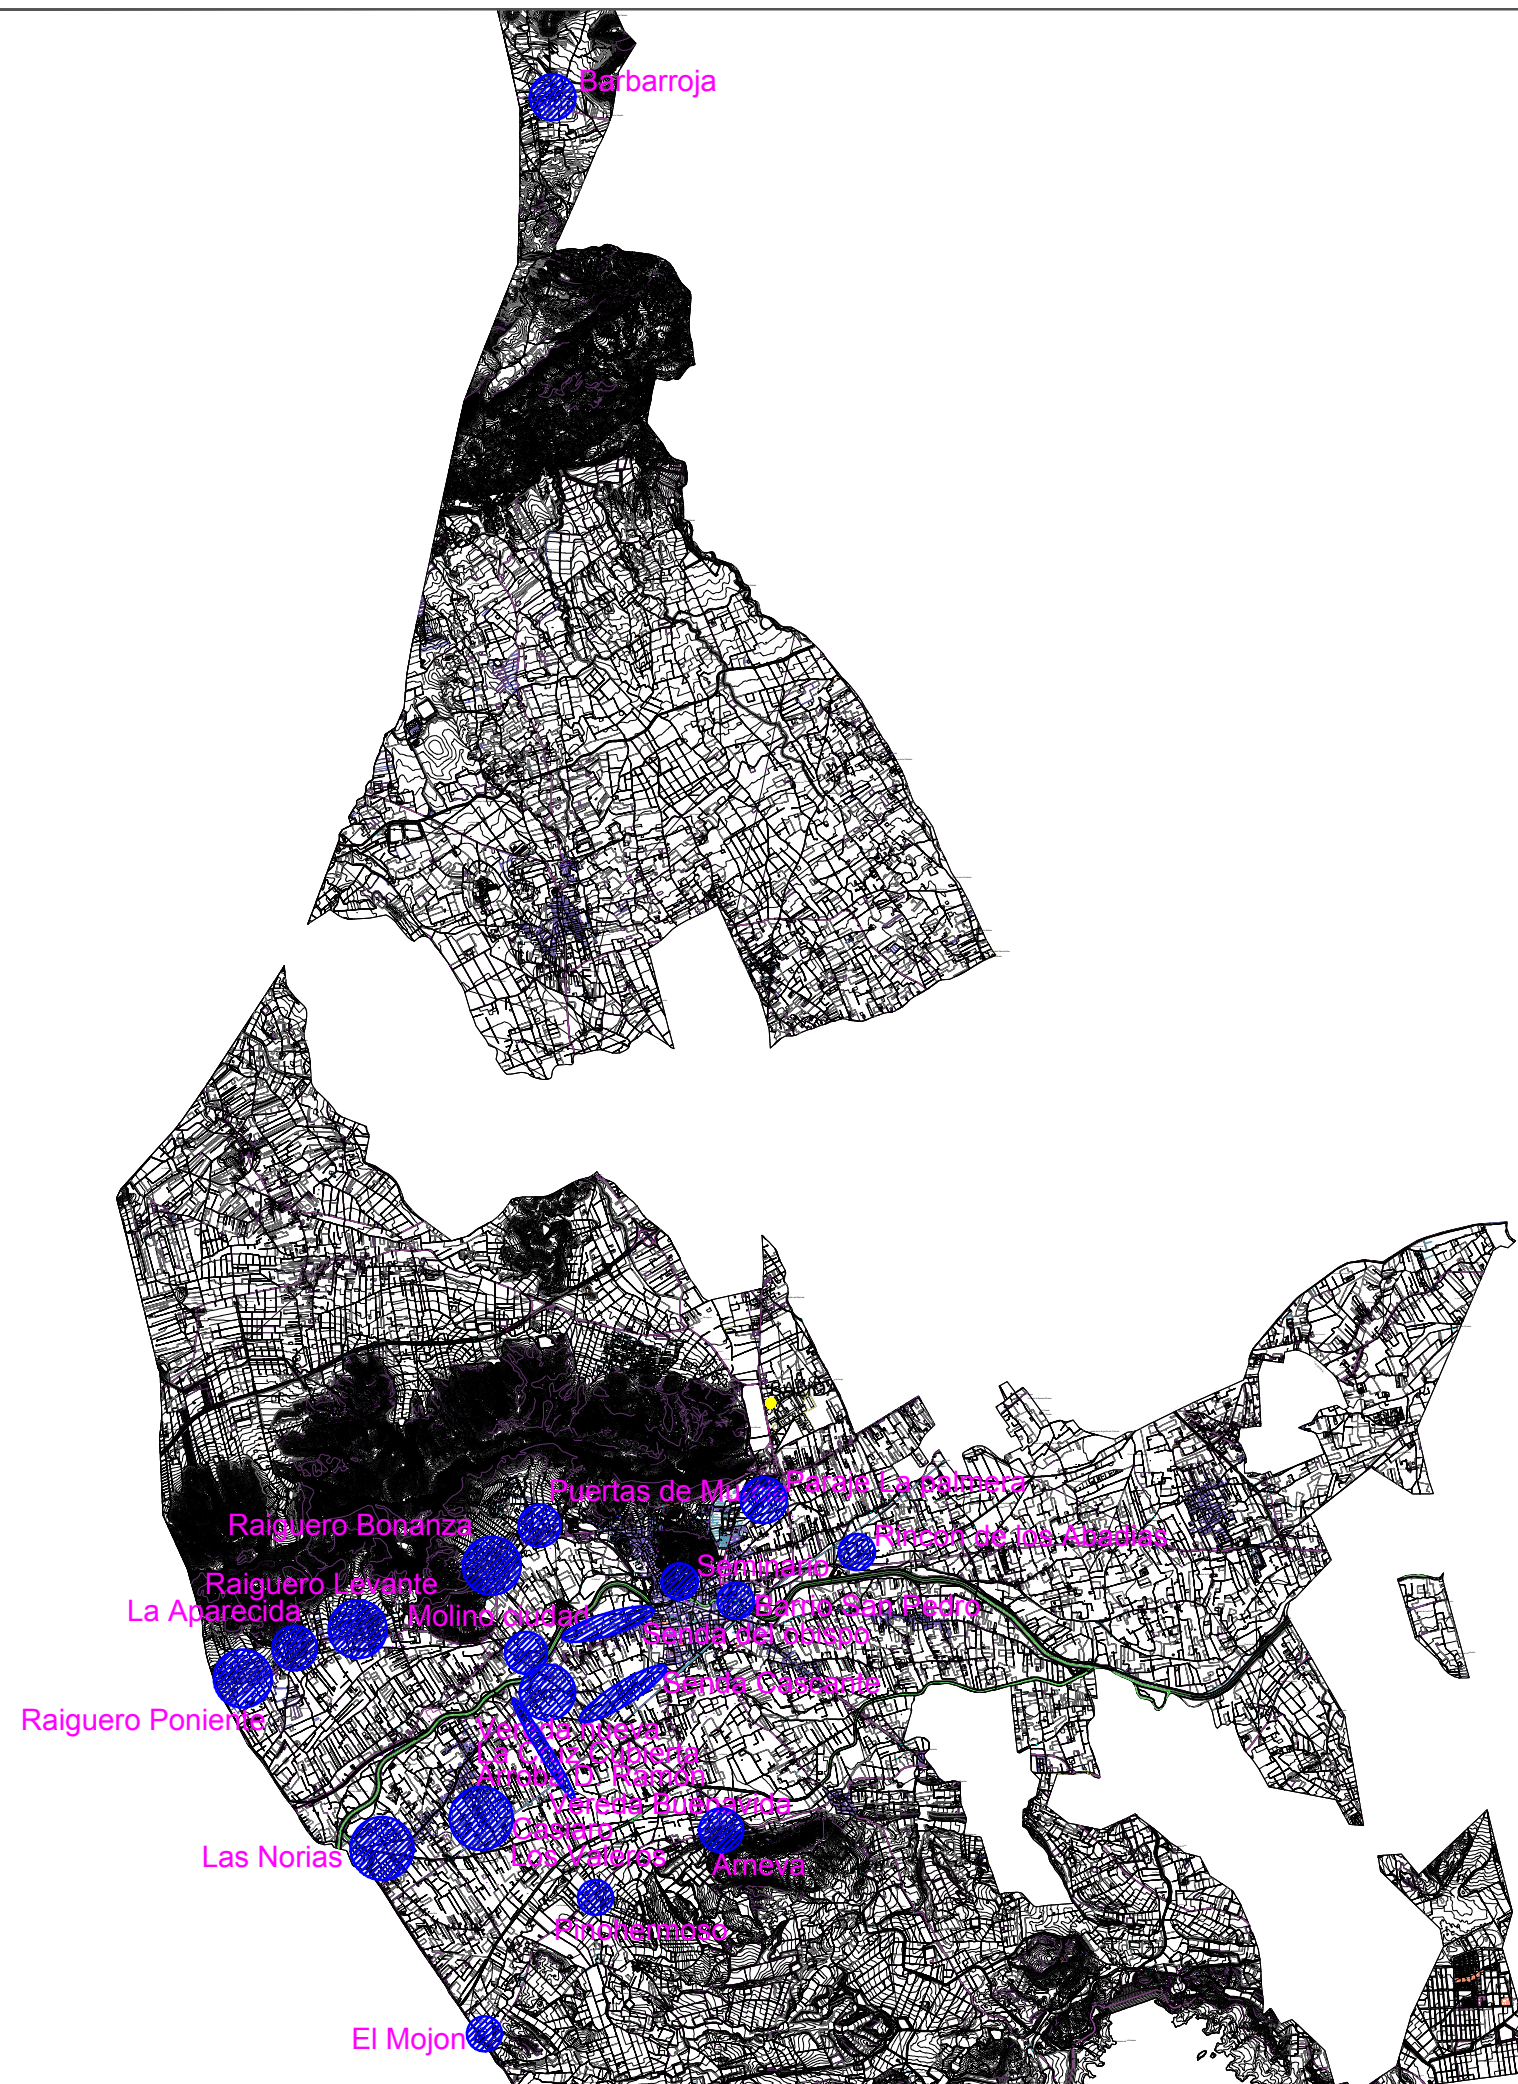 Barbarroja
Puertas de Mu
Paraje La palmera
Raiguero Bonanza
Rincon de los Abadias
Seminario
Raiguero Levante
La Aparecida
Molino ciudad
Barrio San Pedro
Senda del obispo
Senda Cascante
Raiguero Poniente
Vereda nueva
La Cruz Cubierta
Arroba D. Ramón
Vereda Buenavida
Casiaro
Las Norias
Los Valeros
Arneva
Pinohermoso
El Mojon